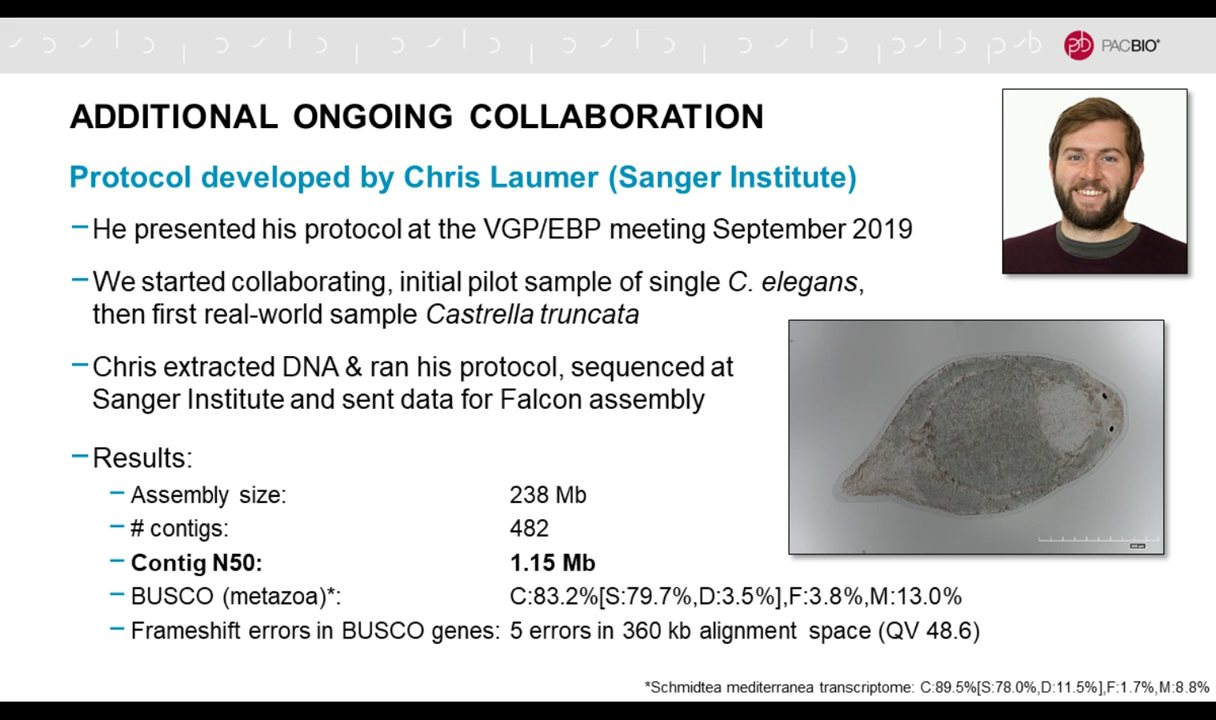 PACBIO®
ADDITIONAL ONGOING COLLABORATION
Protocol developed by Chris Laumer (Sanger Institute)
– He presented his protocol at the VGP/EBP meeting September 2019
– We started collaborating, initial pilot sample of single C. elegans,
then first real-world sample Castrella truncata
– Chris extracted DNA & ran his protocol, sequenced at
Sanger Institute and sent data for Falcon assembly
– Results:
– Assembly size: 238 Mb
– # contigs: 482
– Contig N50: 1.15 Mb
– BUSCO (metazoa)*: C:83.2%[S:79.7%,D:3.5%],F:3.8%,M:13.0%
– Frameshift errors in BUSCO genes: 5 errors in 360 kb alignment space (QV 48.6)
*Schmidtea mediterranea transcriptome: C:89.5%[S:78.0%,D:11.5%],F:1.7%,M:8.8%